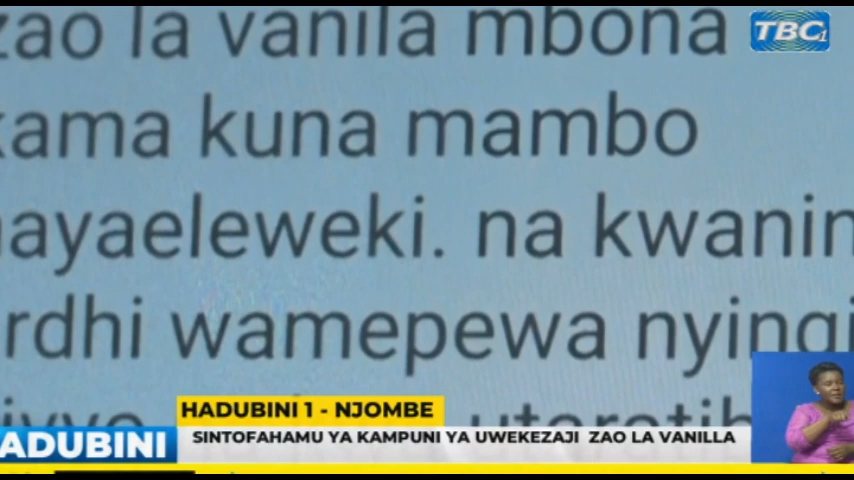 zao la vanila mbona
kama kuna mambo
hayaeleweki. na kwanin
rdhi wamepewa nyingi
TBC1
HADUBINI 1 - NJOMBE
SINTOFAHAMU YA KAMPUNI YA UWEKEZAJI ZAO LA VANILLA
ADUBINI